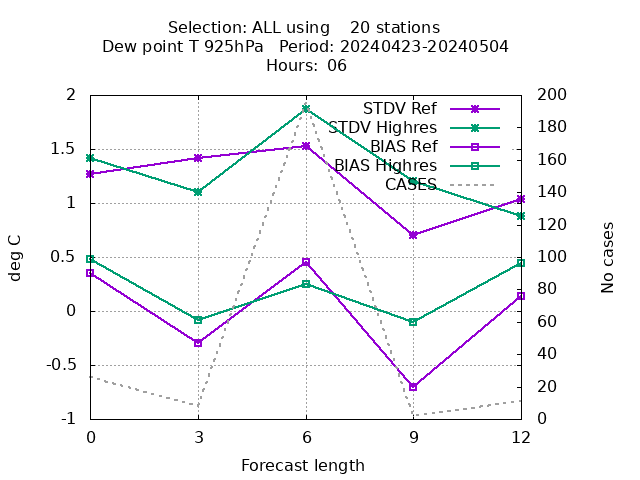 Selection: ALL using    20 stations
Dew point T 925hPa   Period: 20240423-20240504
Hours: 06
2
1.5
1
0.5
0
-0.5
-1
200
180
160
140
120
100
80
60
40
20
0
STDV Ref
STDV Highres
BIAS Ref
BIAS Highres
CASES
deg C
No cases
0 3 6 9 12
Forecast length